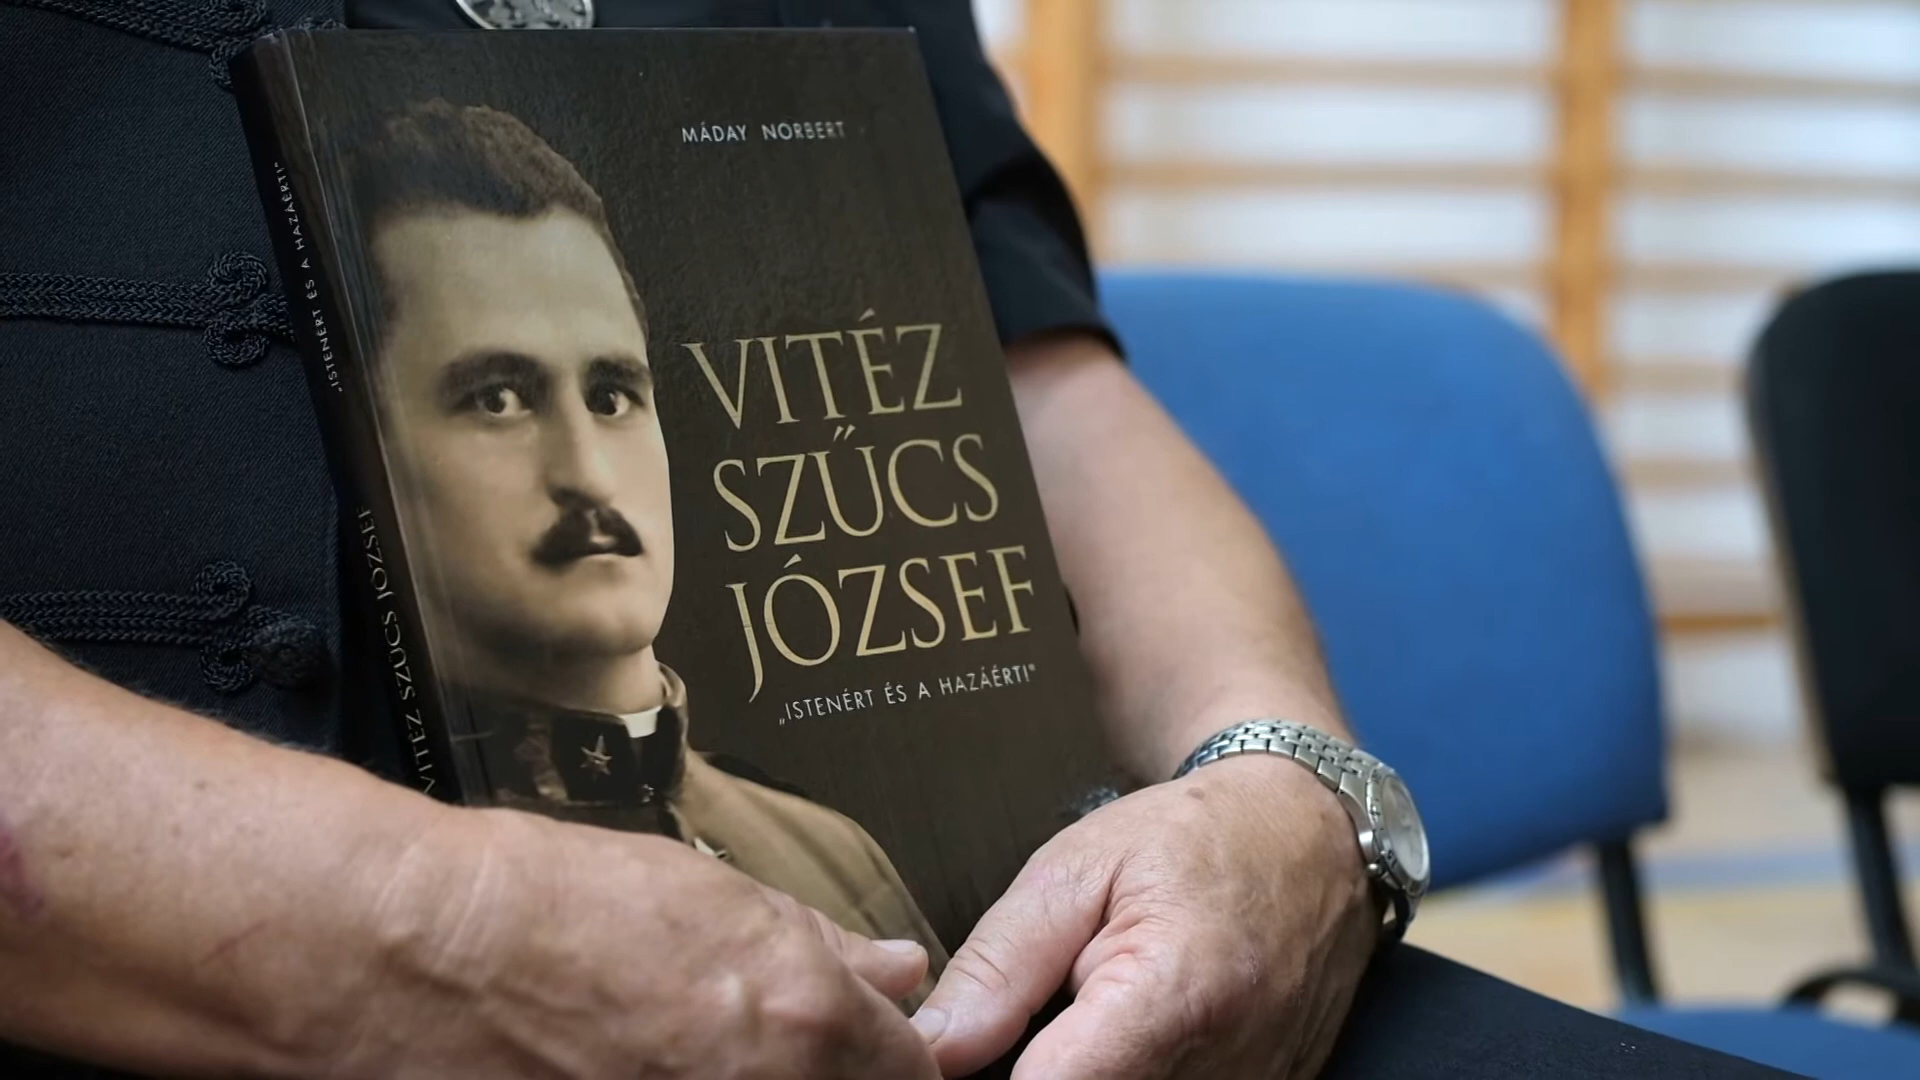 MÁDAY NORBERT
VITÉZ
SZŰCS
JÓZSEF
„ISTENÉRT ÉS A HAZÁÉRT!"
VITÉZ SZŰCS JÓZSEF
„ISTENÉRT ÉS A HAZÁÉRT!"